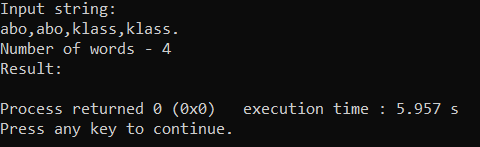 Input string:
abo,abo,klass,klass.
Number of words - 4
Result:
Process returned 0 (0x0)   execution time : 5.957 s
Press any key to continue.